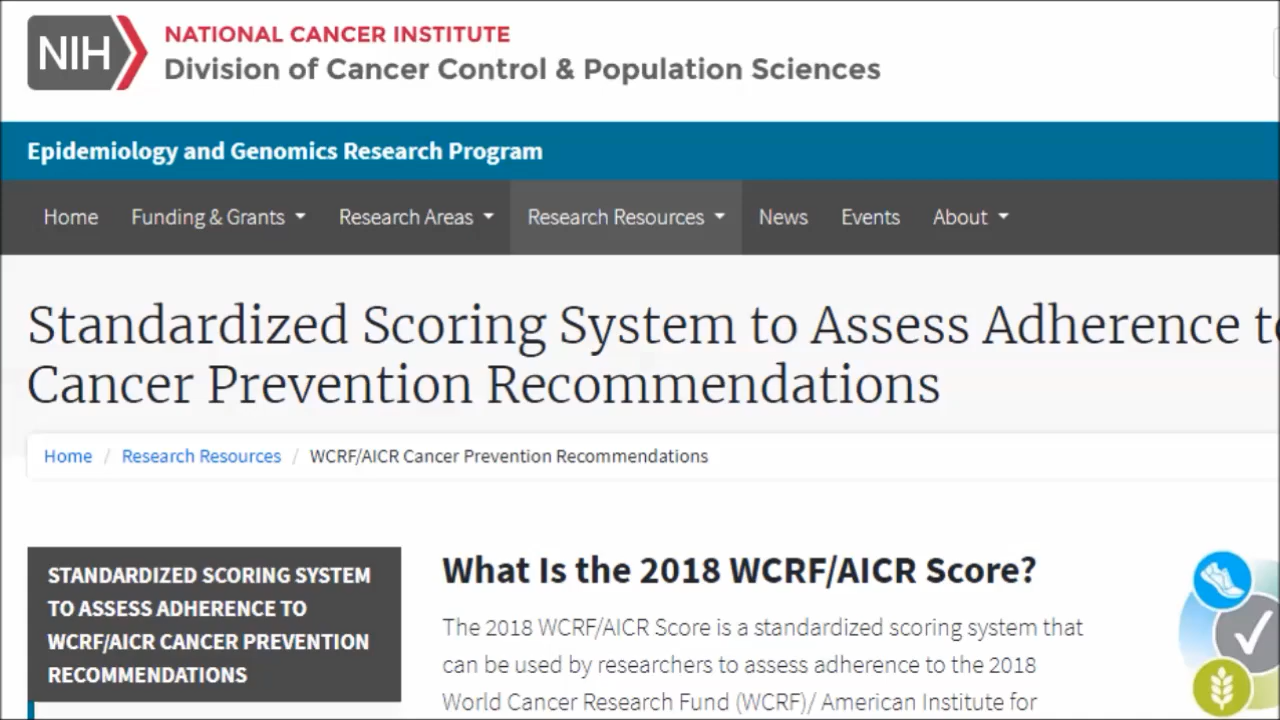 NIH
NATIONAL CANCER INSTITUTE
Division of Cancer Control & Population Sciences
Epidemiology and Genomics Research Program
Home Funding & Grants Research Areas Research Resources News Events About
Standardized Scoring System to Assess Adherence
Cancer Prevention Recommendations
Home / Research Resources / WCRF/AICR Cancer Prevention Recommendations
STANDARDIZED SCORING SYSTEM
TO ASSESS ADHERENCE TO
WCRF/AICR CANCER PREVENTION
RECOMMENDATIONS
What Is the 2018 WCRF/AICR Score?
The 2018 WCRF/AICR Score is a standardized scoring system that
can be used by researchers to assess adherence to the 2018
World Cancer Research Fund (WCRF)/ American Institute for